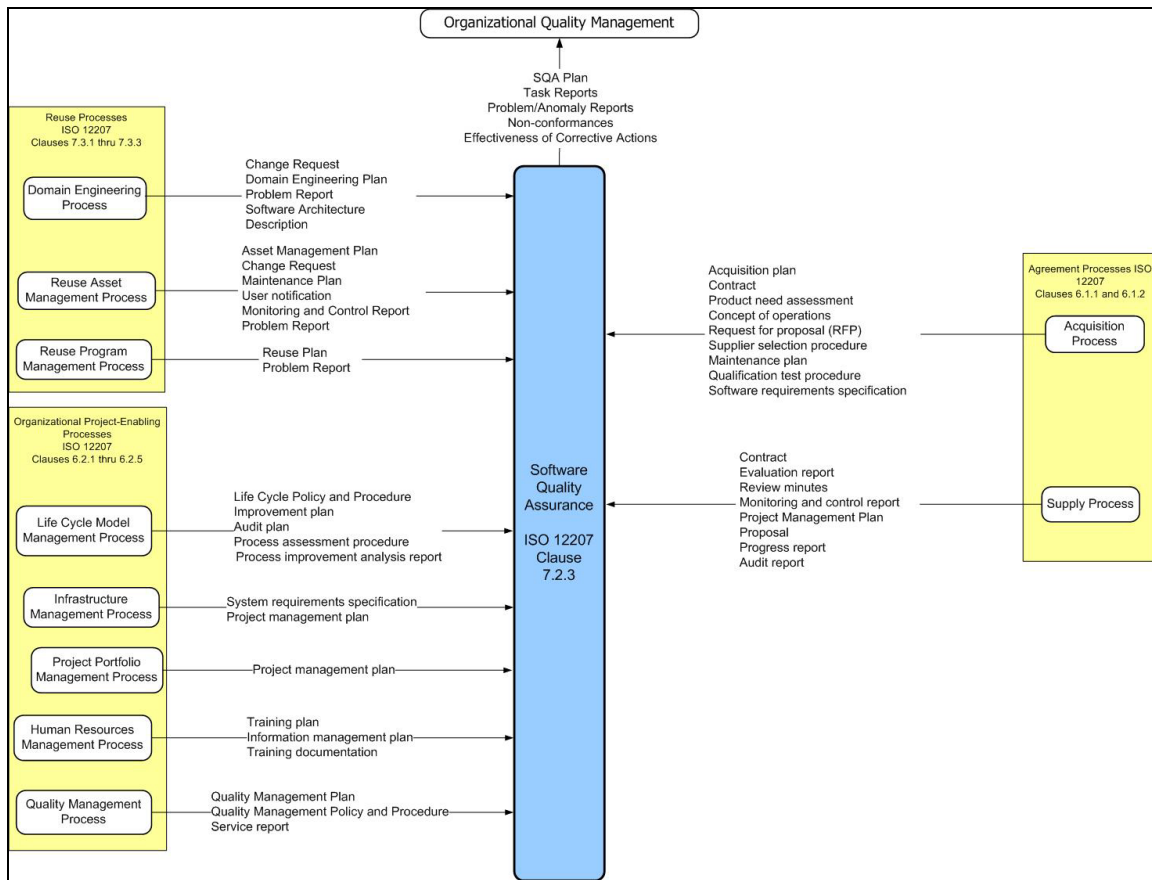 Organizational Quality Management
SQA Plan
Task Reports
Problem/Anomaly Reports
Non-conformances
Effectiveness of Corrective Actions
Reuse Processes
ISO 12207
Clauses 7.3.1 thru 7.3.3
Domain Engineering
Process
Change Request
Domain Engineering Plan
Problem Report
Software Architecture
Description
Reuse Asset
Management Process
Asset Management Plan
Change Request
Maintenance Plan
User notification
Monitoring and Control Report
Problem Report
Reuse Program
Management Process
Reuse Plan
Problem Report
Organizational Project-Enabling
Processes
ISO 12207
Clauses 6.2.1 thru 6.2.5
Life Cycle Model
Management Process
Life Cycle Policy and Procedure
Improvement plan
Audit plan
Process assessment procedure
Process improvement analysis report
Infrastructure
Management Process
System requirements specification
Project management plan
Project Portfolio
Management Process
Project management plan
Human Resources
Management Process
Training plan
Information management plan
Training documentation
Quality Management
Process
Quality Management Plan
Quality Management Policy and Procedure
Service report
Software
Quality
Assurance
ISO 12207
Clause
7.2.3
Agreement Processes ISO
12207
Clauses 6.1.1 and 6.1.2
Acquisition
Process
Acquisition plan
Contract
Product need assessment
Concept of operations
Request for proposal (RFP)
Supplier selection procedure
Maintenance plan
Qualification test procedure
Software requirements specification
Supply Process
Contract
Evaluation report
Review minutes
Monitoring and control report
Project Management Plan
Proposal
Progress report
Audit report